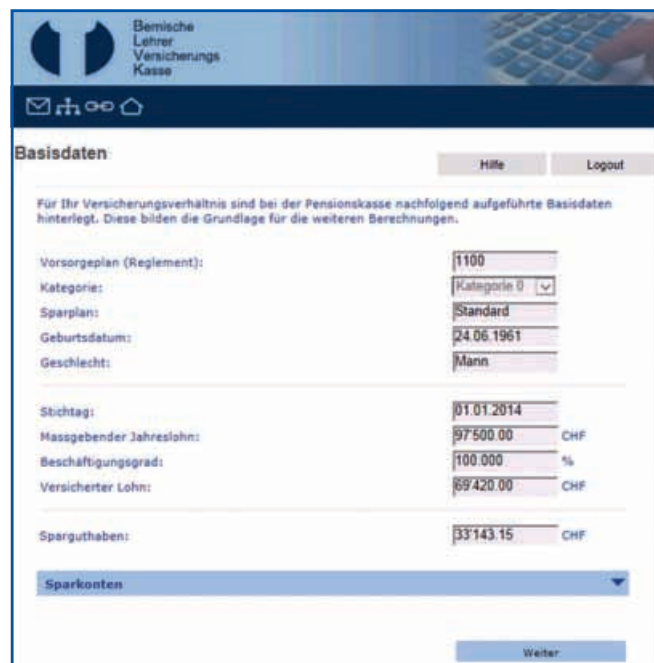 Bernische
Lehrer
Versicherungs
Kasse
Basisdaten
Hilfe Logout
Für Ihr Versicherungsverhältnis sind bei der Pensionskasse nachfolgend aufgeführte Basisdaten
hinterlegt. Diese bilden die Grundlage für die weiteren Berechnungen.
Vorsorgeplan (Reglement): 1100
Kategorie: Kategorie 0
Sparplan: Standard
Geburtsdatum: 24.06.1961
Geschlecht: Mann
Stichtag: 01.01.2014
Massgebender Jahreslohn: 97'500.00 CHF
Beschäftigungsgrad: 100.000 %
Versicherter Lohn: 69'420.00 CHF
Sparguthaben: 33'143.15 CHF
Sparkonten
Weiter